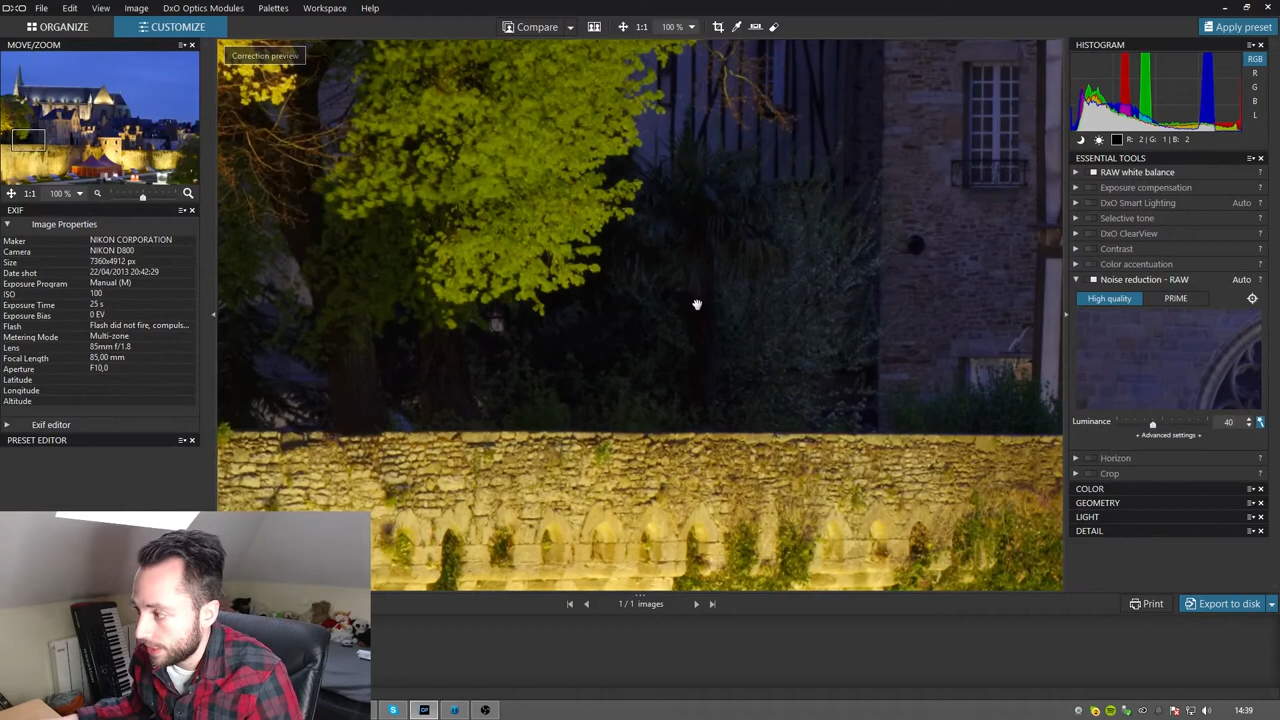 DXO File Edit View Image DxO Optics Modules Palettes Workspace Help
ORGANIZE CUSTOMIZE Compare 1:1 100 % Apply preset
MOVE/ZOOM
1:1 100 %
EXIF
Image Properties
Maker NIKON CORPORATION
Camera NIKON D800
Size 7360x4912 px
Date shot 22/04/2013 20:42:29
Exposure Program Manual (M)
ISO 100
Exposure Time 25 s
Exposure Bias 0 EV
Flash Flash did not fire, compuls...
Metering Mode Multi-zone
Lens 85mm f/1.8
Focal Length 85,00 mm
Aperture F10,0
Latitude
Longitude
Altitude
Exif editor
PRESET EDITOR
Correction preview
HISTOGRAM
RGB
R
G
B
L
R: 2 | G: 1 | B: 2
ESSENTIAL TOOLS
RAW white balance ?
Exposure compensation ?
DxO Smart Lighting Auto ?
Selective tone ?
DxO ClearView ?
Contrast ?
Color accentuation ?
Noise reduction - RAW Auto ?
High quality PRIME
Luminance 40
+ Advanced settings +
Horizon ?
Crop ?
COLOR
GEOMETRY
LIGHT
DETAIL
1 / 1 images Print Export to disk
S OP
14:39